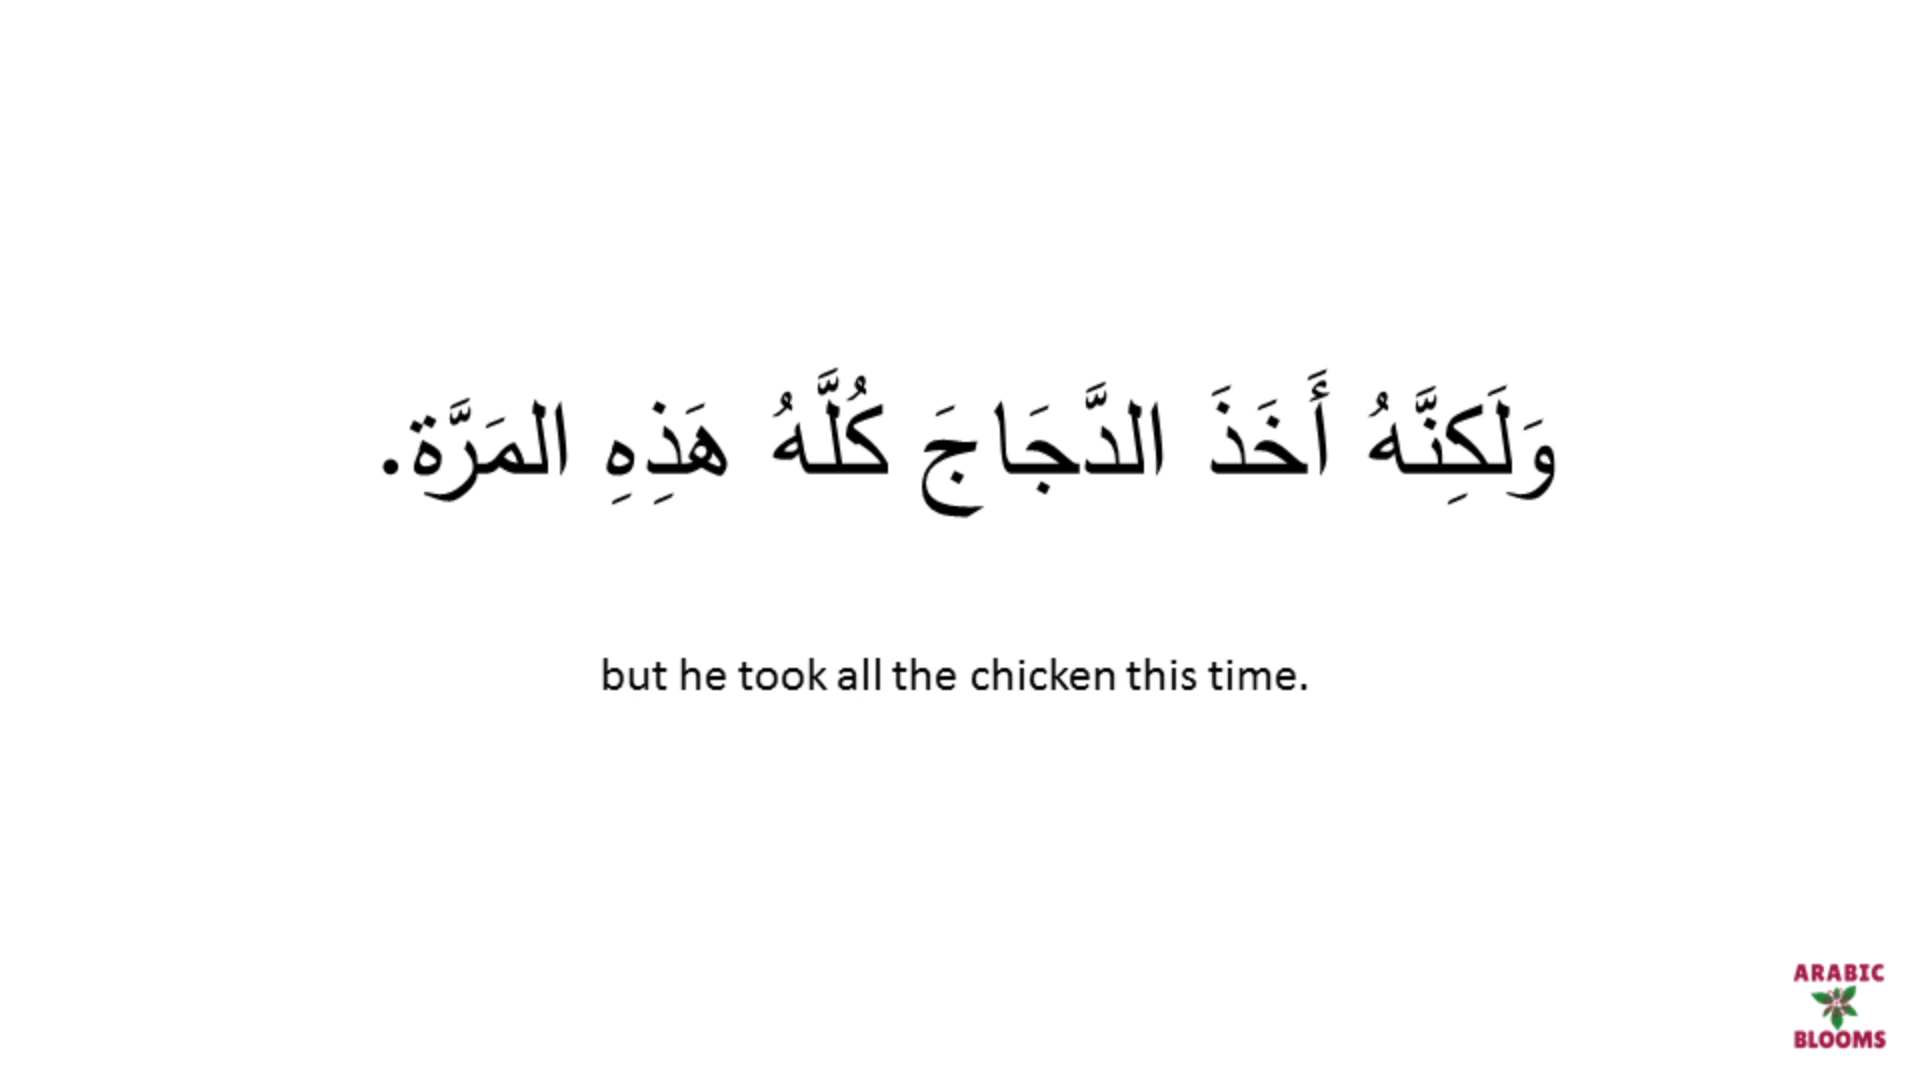 وَلَكِنَّهُ أَخَذَ الدَّجَاجَ كُلَّهُ هَذِهِ المَرَّة.
but he took all the chicken this time.
ARABIC
BLOOMS